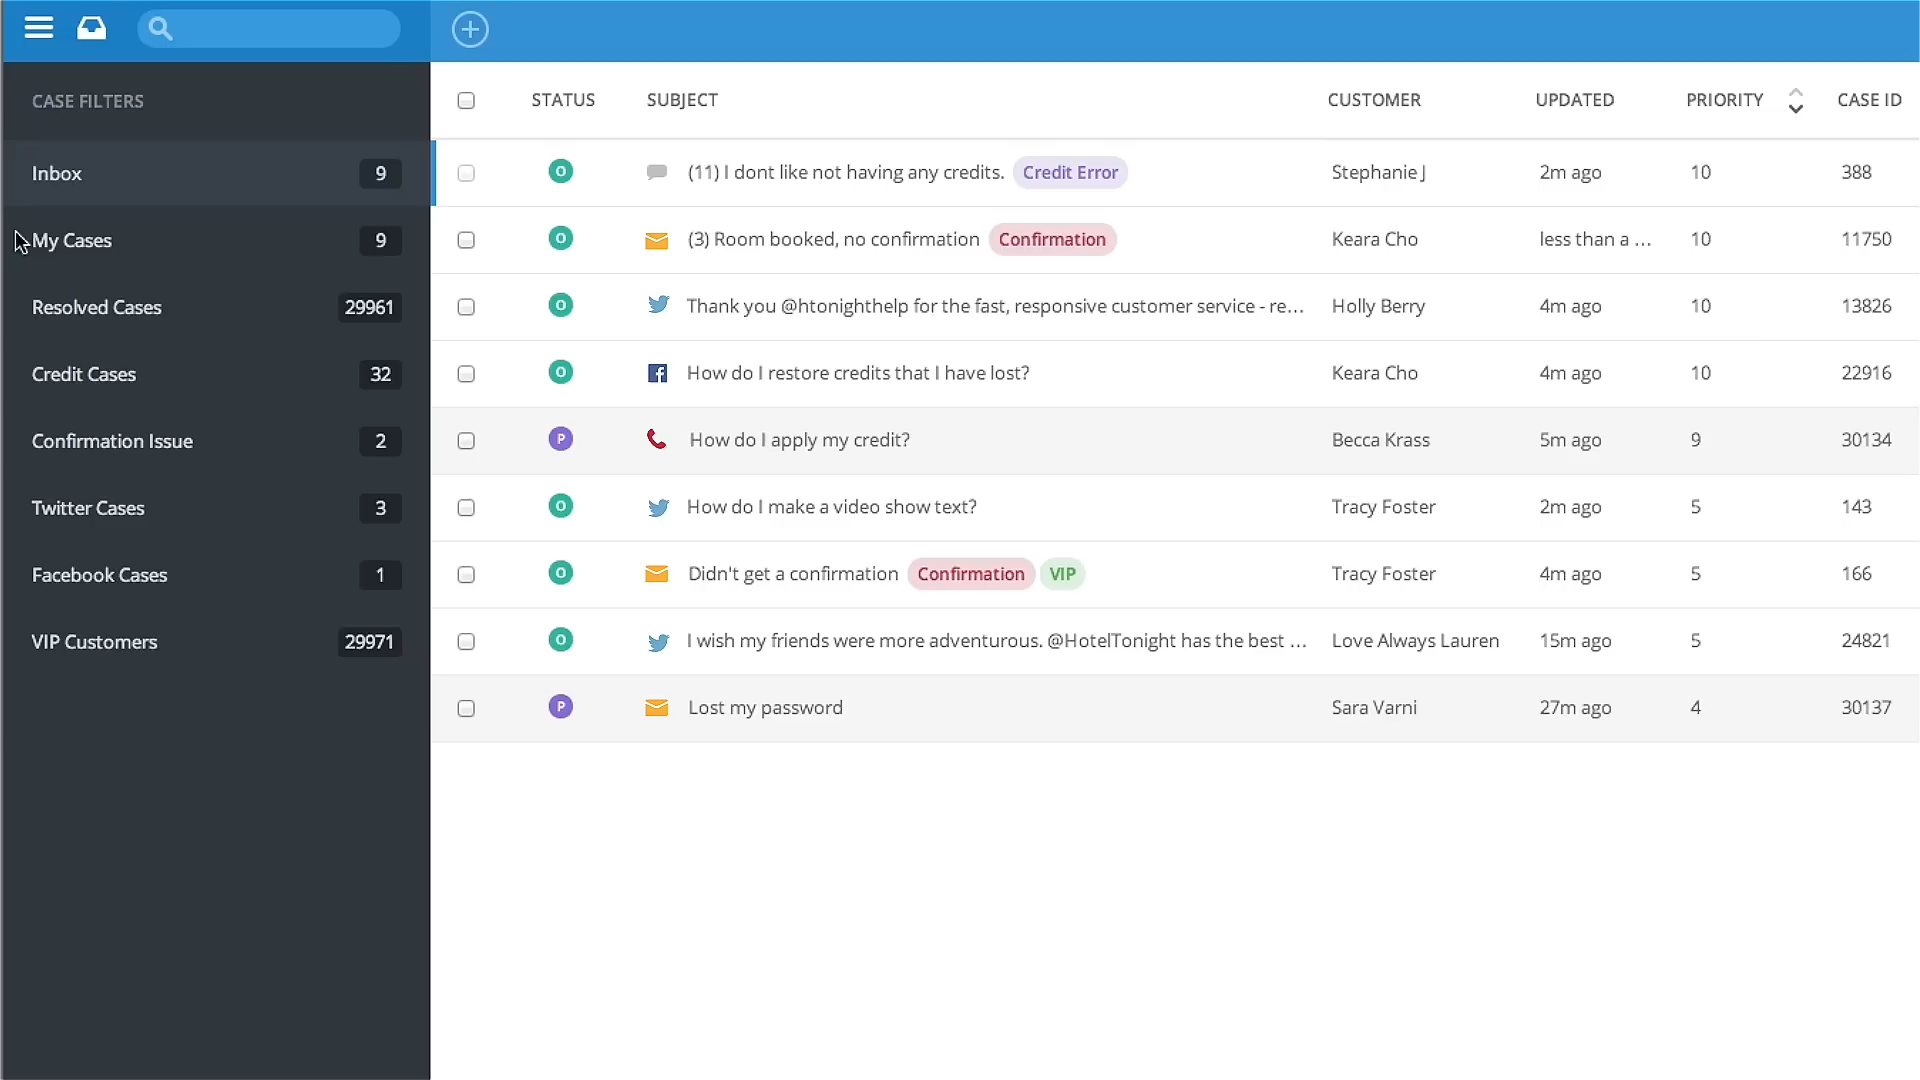 CASE FILTERS
Inbox 9
My Cases 9
Resolved Cases 29961
Credit Cases 32
Confirmation Issue 2
Twitter Cases 3
Facebook Cases 1
VIP Customers 29971
STATUS SUBJECT CUSTOMER UPDATED PRIORITY CASE ID
O (11) I dont like not having any credits. Credit Error Stephanie J 2m ago 10 388
O (3) Room booked, no confirmation Confirmation Keara Cho less than a ... 10 11750
O Thank you @htonighthelp for the fast, responsive customer service - re... Holly Berry 4m ago 10 13826
O How do I restore credits that I have lost? Keara Cho 4m ago 10 22916
P How do I apply my credit? Becca Krass 5m ago 9 30134
O How do I make a video show text? Tracy Foster 2m ago 5 143
O Didn't get a confirmation Confirmation VIP Tracy Foster 4m ago 5 166
O I wish my friends were more adventurous. @HotelTonight has the best ... Love Always Lauren 15m ago 5 24821
P Lost my password Sara Varni 27m ago 4 30137